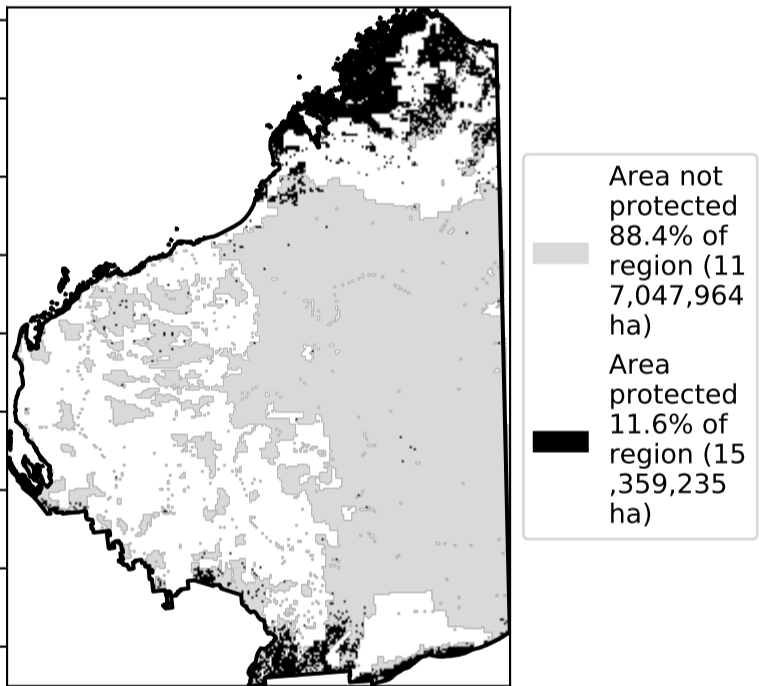 Area not
protected
88.4% of
region (11
7,047,964
ha)
Area
protected
11.6% of
region (15
,359,235
ha)